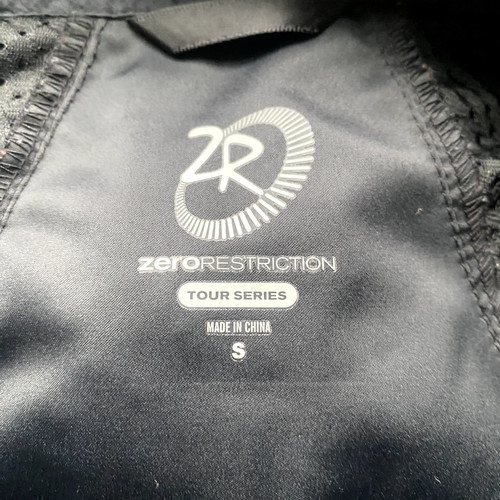 ZR
zeroRESTRICTION
TOUR SERIES
MADE IN CHINA
S